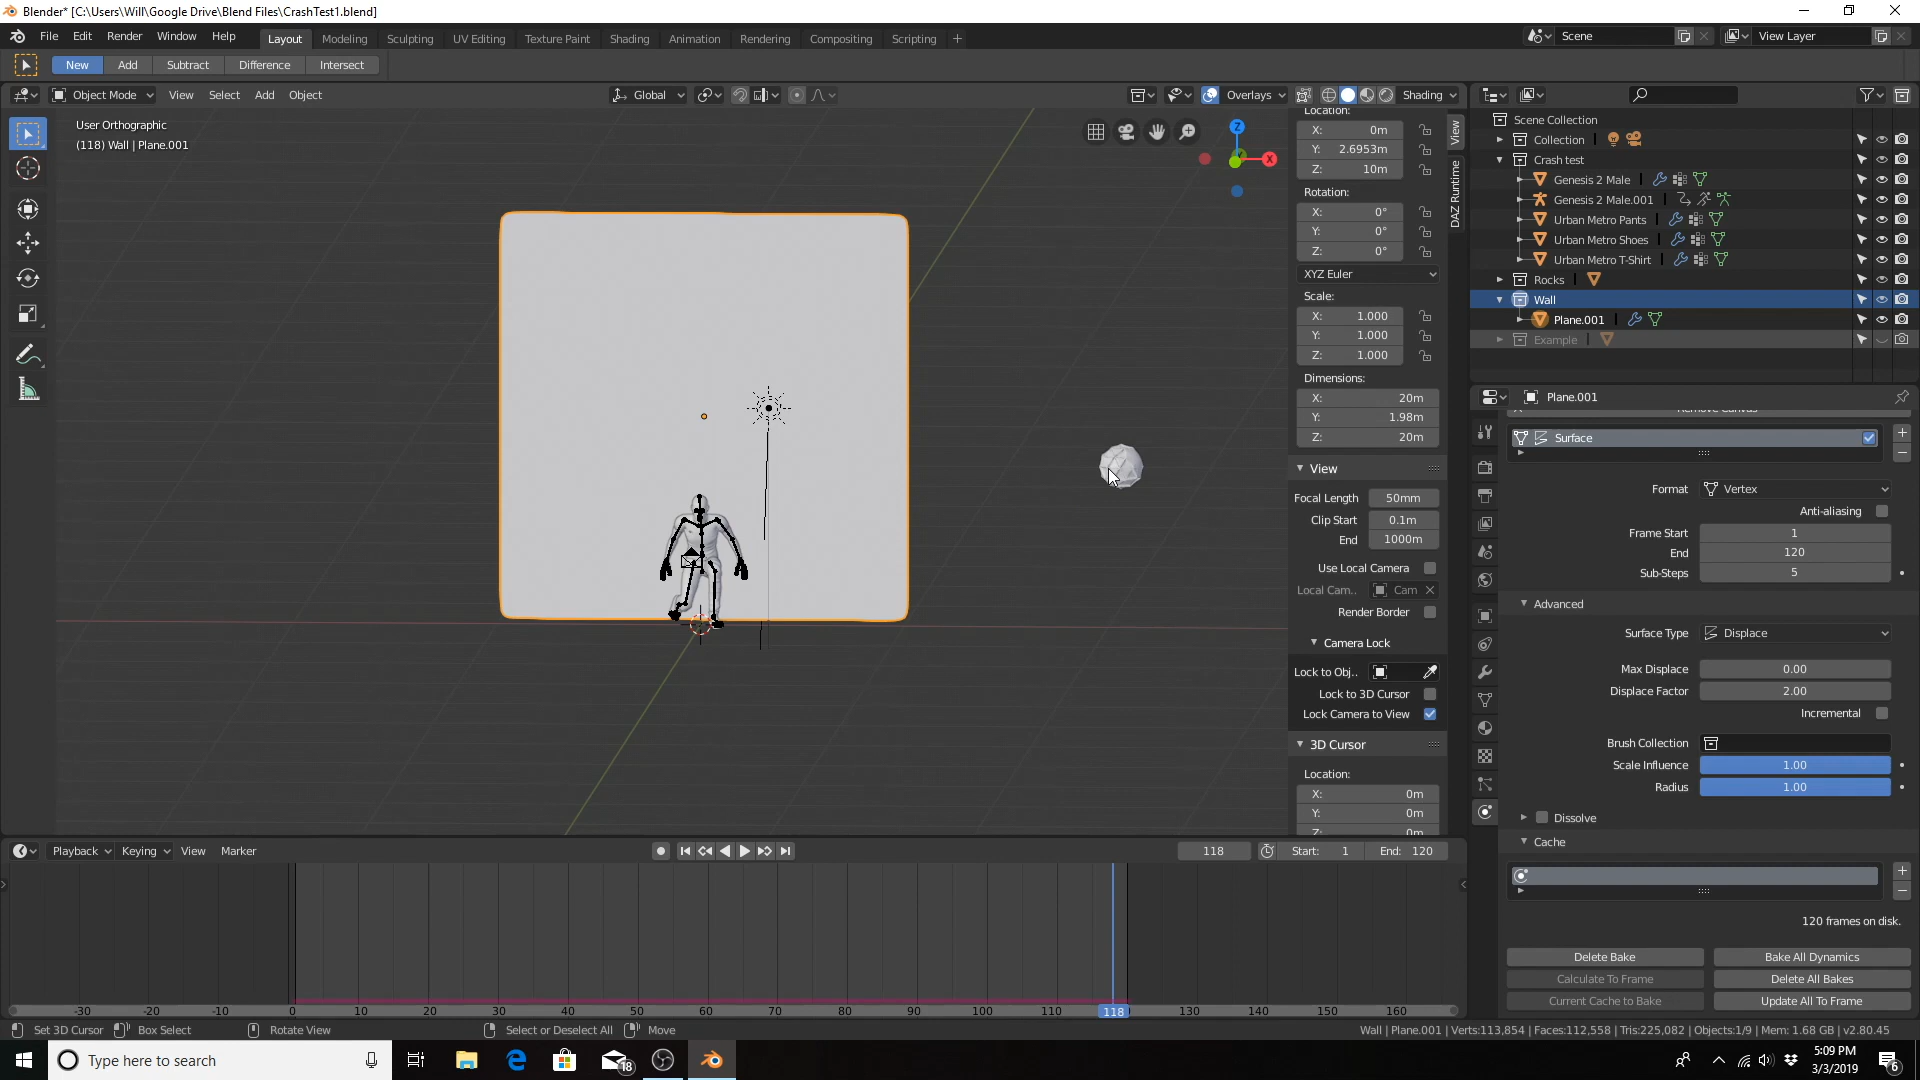 Blender* [C:\Users\Will\Google Drive\Blend Files\CrashTest1.blend]
File Edit Render Window Help Layout Modeling Sculpting UV Editing Texture Paint Shading Animation Rendering Compositing Scripting + Scene View Layer
New Add Subtract Difference Intersect
Object Mode View Select Add Object Global Overlays Shading
User Orthographic
(118) Wall | Plane.001
Z
X
Location:
X: 0m
Y: 2.6953m
Z: 10m
Rotation:
X: 0°
Y: 0°
Z: 0°
XYZ Euler
Scale:
X: 1.000
Y: 1.000
Z: 1.000
Dimensions:
X: 20m
Y: 1.98m
Z: 20m
View
Focal Length 50mm
Clip Start 0.1m
End 1000m
Use Local Camera
Local Cam.. Cam
Render Border
Camera Lock
Lock to Obj..
Lock to 3D Cursor
Lock Camera to View
3D Cursor
Location:
X: 0m
Y: 0m
Z: 0m
View
DAZ Runtime
Scene Collection
Collection
Crash test
Genesis 2 Male
Genesis 2 Male.001
Urban Metro Pants
Urban Metro Shoes
Urban Metro T-Shirt
Rocks
Wall
Plane.001
Example
Plane.001
Remove Canvas
Surface
Format Vertex
Anti-aliasing
Frame Start 1
End 120
Sub-Steps 5
Advanced
Surface Type Displace
Max Displace 0.00
Displace Factor 2.00
Incremental
Brush Collection
Scale Influence 1.00
Radius 1.00
Dissolve
Cache
120 frames on disk.
Delete Bake Bake All Dynamics
Calculate To Frame Delete All Bakes
Current Cache to Bake Update All To Frame
Playback Keying View Marker 118 Start: 1 End: 120
-30 -20 -10 0 10 20 30 40 50 60 70 80 90 100 110 118 130 140 150 160
Set 3D Cursor Box Select Rotate View Select or Deselect All Move Wall | Plane.001 | Verts:113,854 | Faces:112,558 | Tris:225,082 | Objects:1/9 | Mem: 1.68 GB | v2.80.45
Type here to search 18 5:09 PM
3/3/2019 6